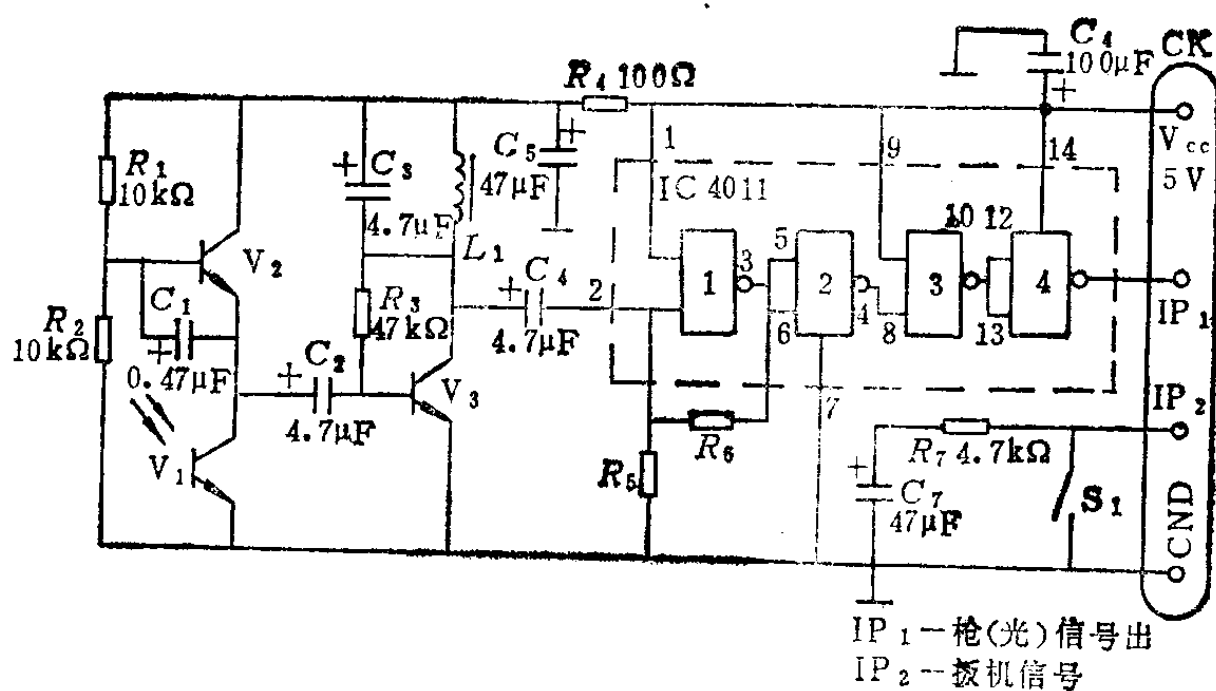 C₄
100μF
+
CK
R₄ 100Ω
R₁
10kΩ
+
C₃
4.7μF
C₅
+
47μF
1
9
14
Vcc
5V
IC 4011
L₁
V₂
10 12
C₁
+
0.47μF
R₂
10kΩ
R₃
47kΩ
+
C₄
4.7μF
2
1
3
5
6
2
4
8
3
13
4
IP₁
C₂
+
4.7μF
V₃
V₁
7
IP₂
R₆
R₅
R₇ 4.7kΩ
+
C₇
47μF
S₁
CND
IP₁—枪(光)信号出
IP₂--扳机信号